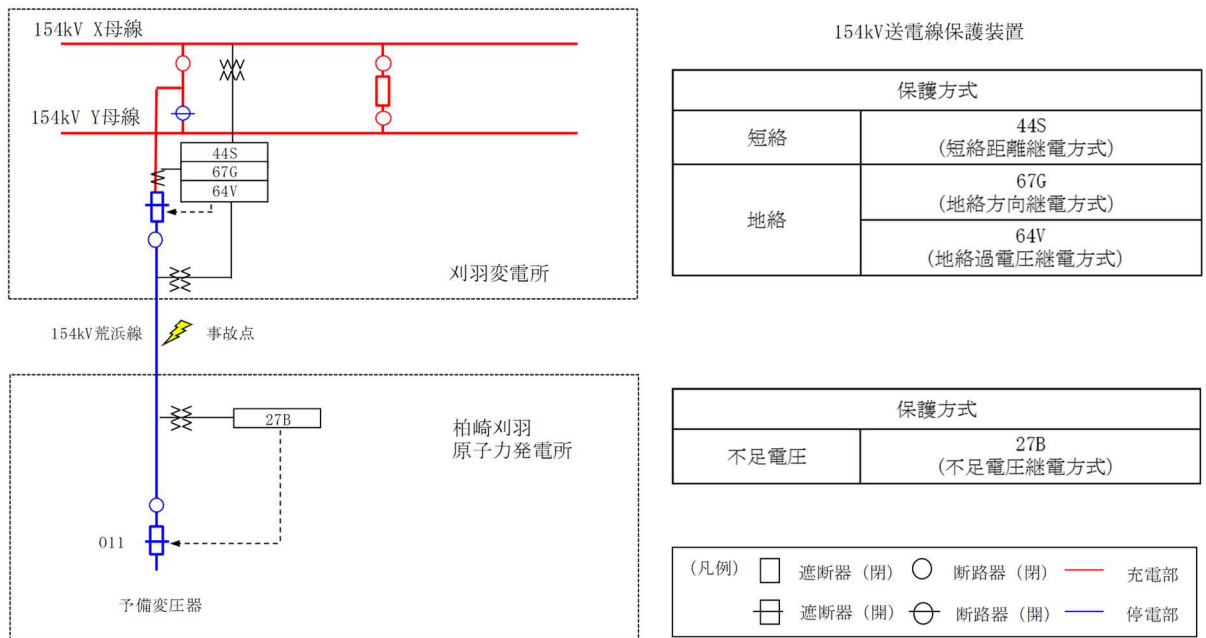 154kV X母線
154kV Y母線
44S
67G
64V
刈羽変電所
154kV荒浜線
事故点
27B
柏崎刈羽
原子力発電所
O11
予備変圧器
154kV送電線保護装置
保護方式
短絡
44S
(短絡距離継電方式)
地絡
67G
(地絡方向継電方式)
64V
(地絡過電圧継電方式)
保護方式
不足電圧
27B
(不足電圧継電方式)
(凡例) 遮断器 (閉) 断路器 (閉) 充電部
遮断器 (開) 断路器 (開) 停電部